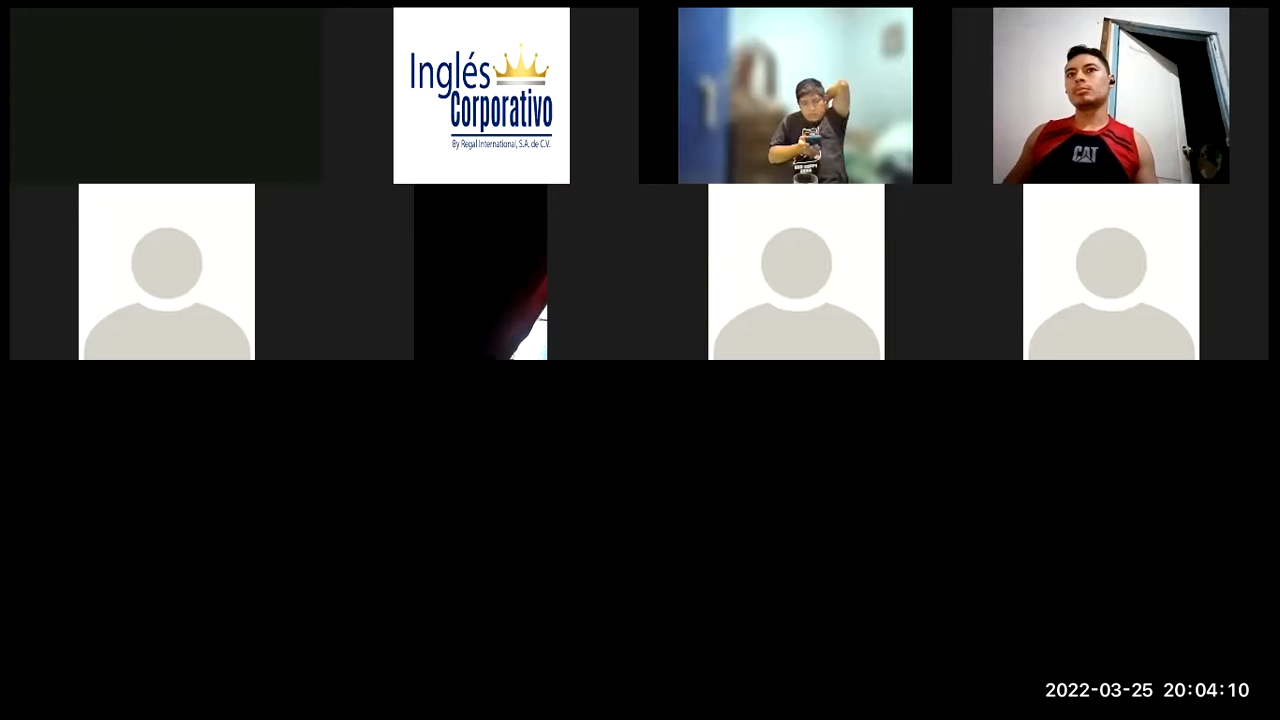 Inglés
Corporativo
By Regal International, S.A. de C.V.
CAT
2022-03-25 20:04:10